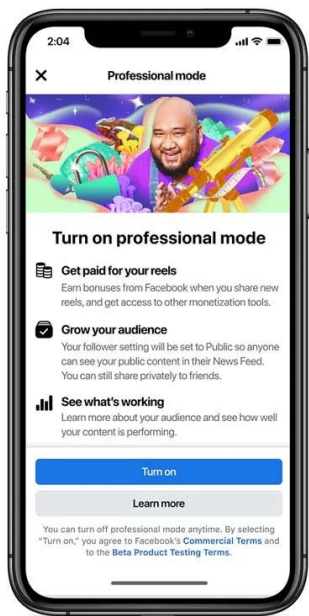 2:04
Professional mode
Turn on professional mode
Get paid for your reels
Earn bonuses from Facebook when you share new
reels, and get access to other monetization tools.
Grow your audience
Your follower setting will be set to Public so anyone
can see your public content in their News Feed.
You can still share privately to friends.
See what's working
Learn more about your audience and see how well
your content is performing.
Turn on
Learn more
You can turn off professional mode anytime. By selecting
"Turn on," you agree to Facebook's Commercial Terms and
to the Beta Product Testing Terms.